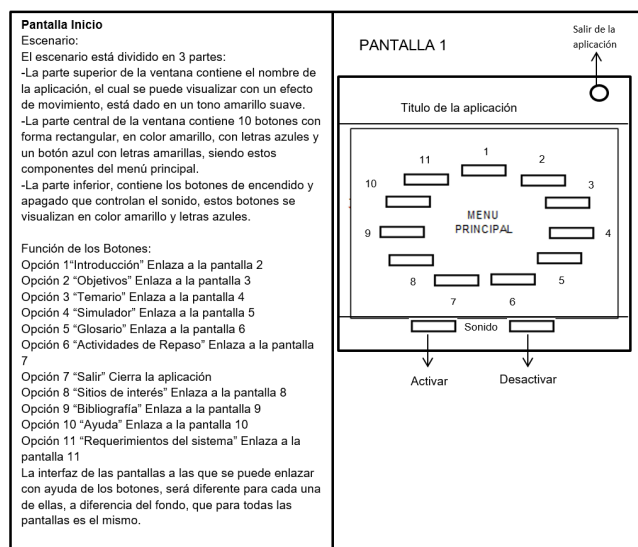 Pantalla Inicio
Escenario:
El escenario está dividido en 3 partes:
-La parte superior de la ventana contiene el nombre de
la aplicación, el cual se puede visualizar con un efecto
de movimiento, está dado en un tono amarillo suave.
-La parte central de la ventana contiene 10 botones con
forma rectangular, en color amarillo, con letras azules y
un botón azul con letras amarillas, siendo estos
componentes del menú principal.
-La parte inferior, contiene los botones de encendido y
apagado que controlan el sonido, estos botones se
visualizan en color amarillo y letras azules.
Función de los Botones:
Opción 1“Introducción” Enlaza a la pantalla 2
Opción 2 “Objetivos” Enlaza a la pantalla 3
Opción 3 “Temario” Enlaza a la pantalla 4
Opción 4 “Simulador” Enlaza a la pantalla 5
Opción 5 “Glosario” Enlaza a la pantalla 6
Opción 6 “Actividades de Repaso” Enlaza a la pantalla
7
Opción 7 “Salir” Cierra la aplicación
Opción 8 “Sitios de interés” Enlaza a la pantalla 8
Opción 9 “Bibliografía” Enlaza a la pantalla 9
Opción 10 “Ayuda” Enlaza a la pantalla 10
Opción 11 “Requerimientos del sistema” Enlaza a la
pantalla 11
La interfaz de las pantallas a las que se puede enlazar
con ayuda de los botones, será diferente para cada una
de ellas, a diferencia del fondo, que para todas las
pantallas es el mismo.
PANTALLA 1
Salir de la
aplicación
Titulo de la aplicación
1
11
2
10
3
MENU
PRINCIPAL
9
4
8
5
7
6
Sonido
Activar
Desactivar